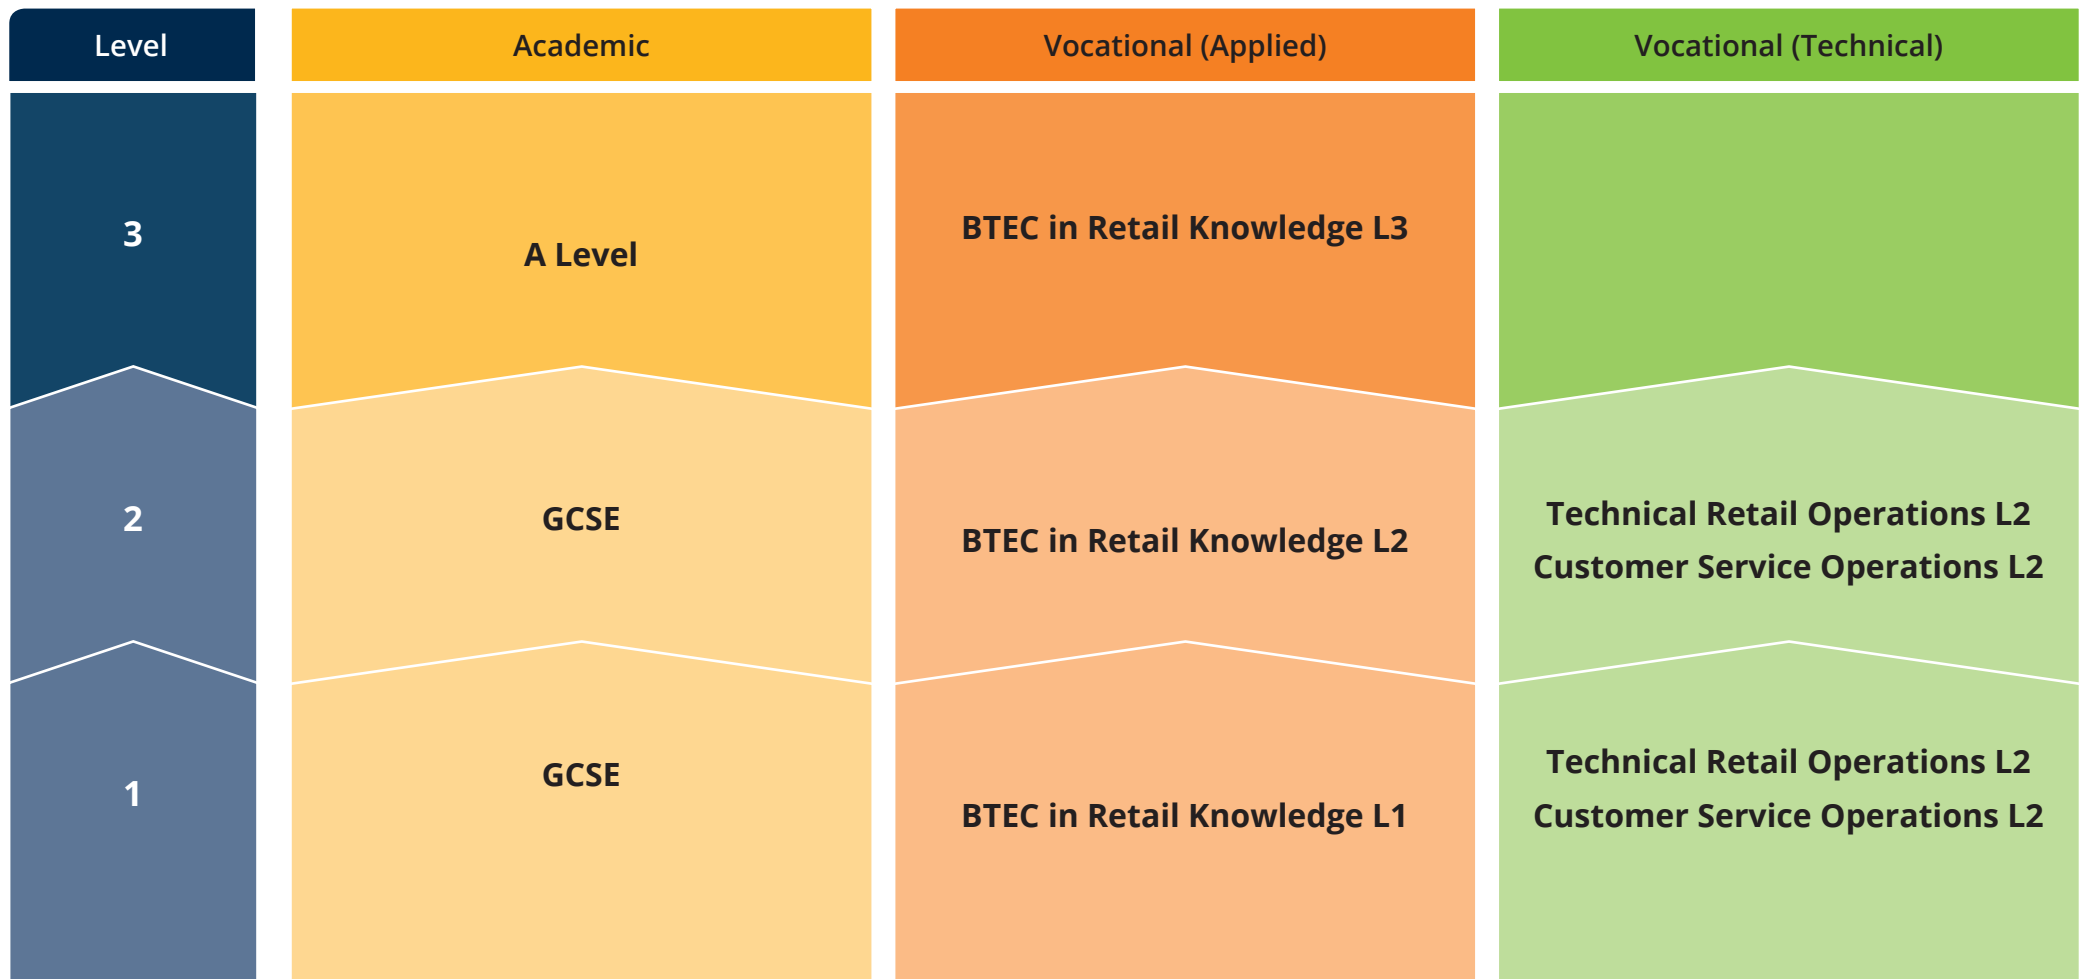 Level
Academic
Vocational (Applied)
Vocational (Technical)
3
A Level
BTEC in Retail Knowledge L3
2
GCSE
BTEC in Retail Knowledge L2
Technical Retail Operations L2
Customer Service Operations L2
1
GCSE
BTEC in Retail Knowledge L1
Technical Retail Operations L2
Customer Service Operations L2